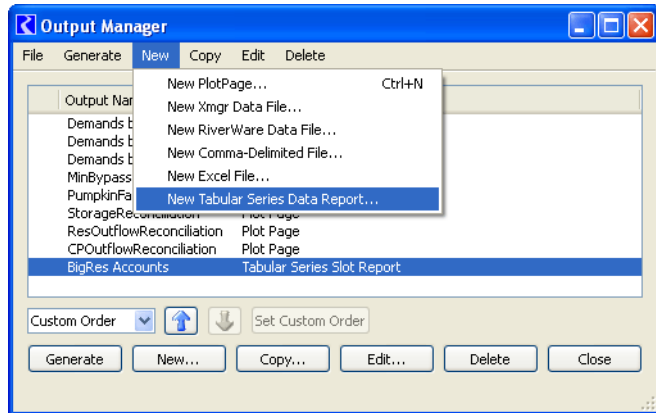 Output Manager
File Generate New Copy Edit Delete
New PlotPage... Ctrl+N
New Xmgr Data File...
New RiverWare Data File...
New Comma-Delimited File...
New Excel File...
New Tabular Series Data Report...
Output Nar
Demands b
Demands b
Demands b
MinBypass
PumpkinFa
StorageReconciliation Plot Page
ResOutflowReconciliation Plot Page
CPOutflowReconciliation Plot Page
BigRes Accounts Tabular Series Slot Report
Custom Order Set Custom Order
Generate New... Copy... Edit... Delete Close